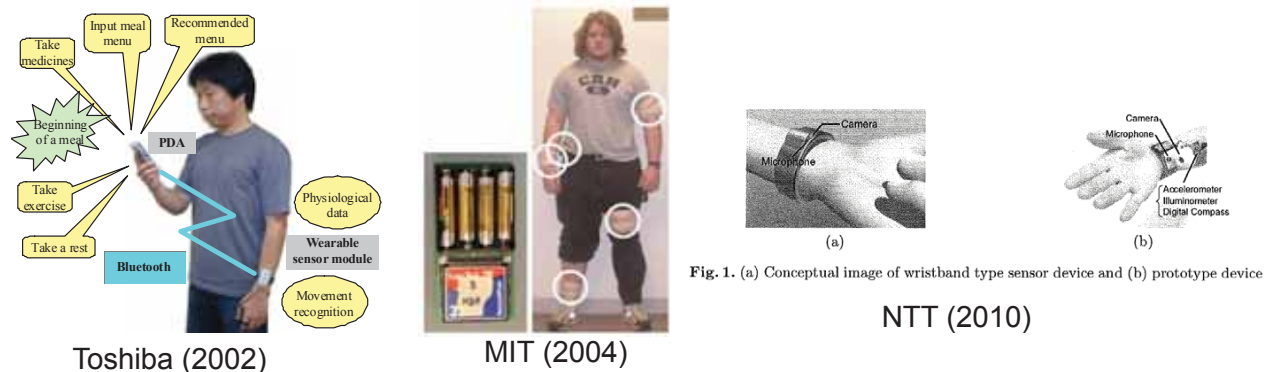 Take
medicines
Input meal
menu
Recommended
menu
Beginning
of a meal
PDA
Take
exercise
Take a rest
Bluetooth
Physiological
data
Wearable
sensor module
Movement
recognition
Toshiba (2002)
MIT (2004)
Camera
Microphone
(a)
Camera
Microphone
Accelerometer
Illuminometer
Digital Compass
(b)
Fig. 1. (a) Conceptual image of wristband type sensor device and (b) prototype device
NTT (2010)